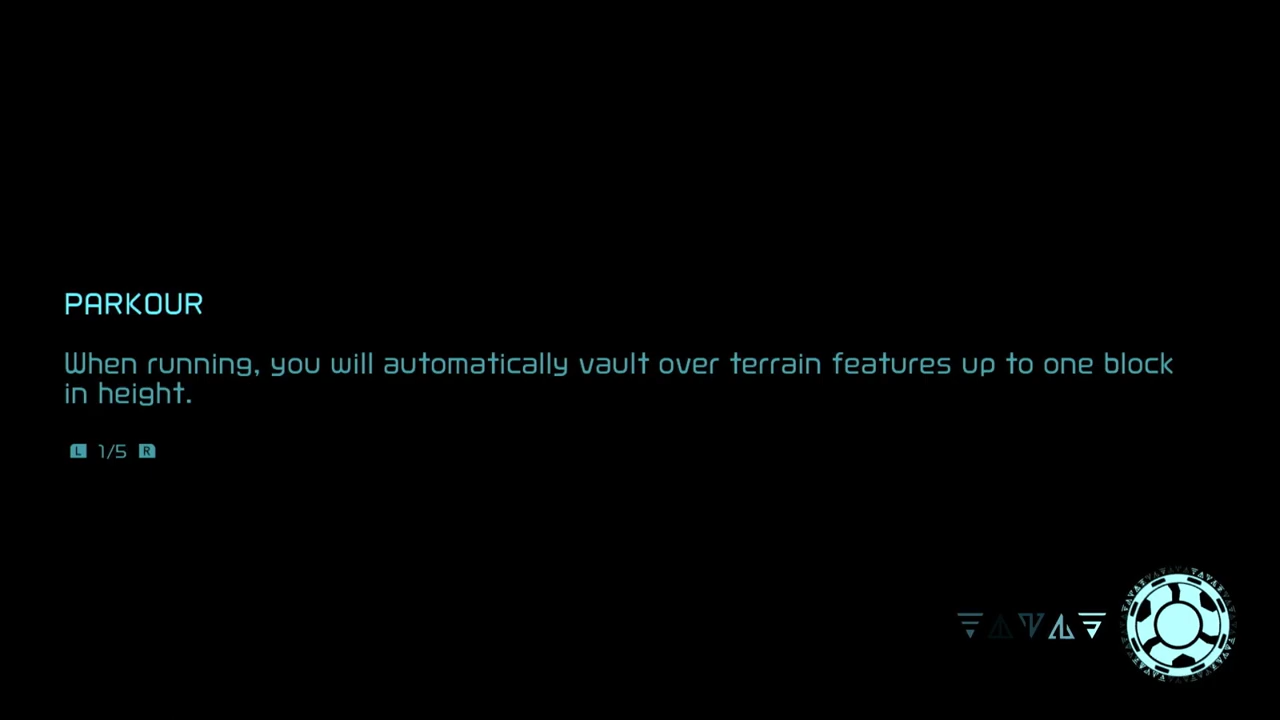 PARKOUR
When running, you will automatically vault over terrain features up to one block
in height.
L 1/5 R